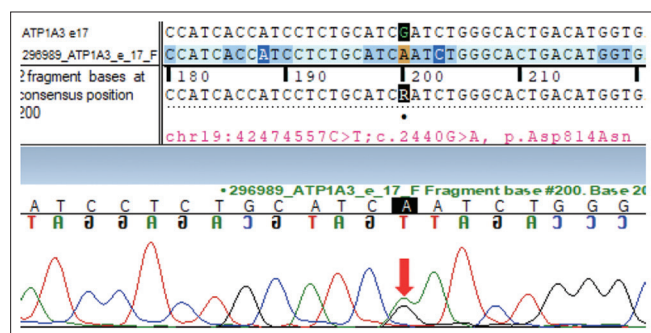 ATP1A3 e17 CCATCACCATCCTCTGCATCGATCTGGGCACTGACATGGTG
296989_ATP1A3_e_17_F CCATCACCATCCTCTGCATCAATCTGGGCACTGACATGGTG
2 fragment bases at 180 190 200 210
consensus position CCATCACCATCCTCTGCATCRATCTGGGCACTGACATGGTG
200
chr19:42474557C>T;c.2440G>A, p.Asp814Asn
•296989_ATP1A3_e_17_F Fragment base #200. Base 20
A T C C T C T G C A T C A A T C T G G G
T A G G A G A C G T A G T T A G A C C C